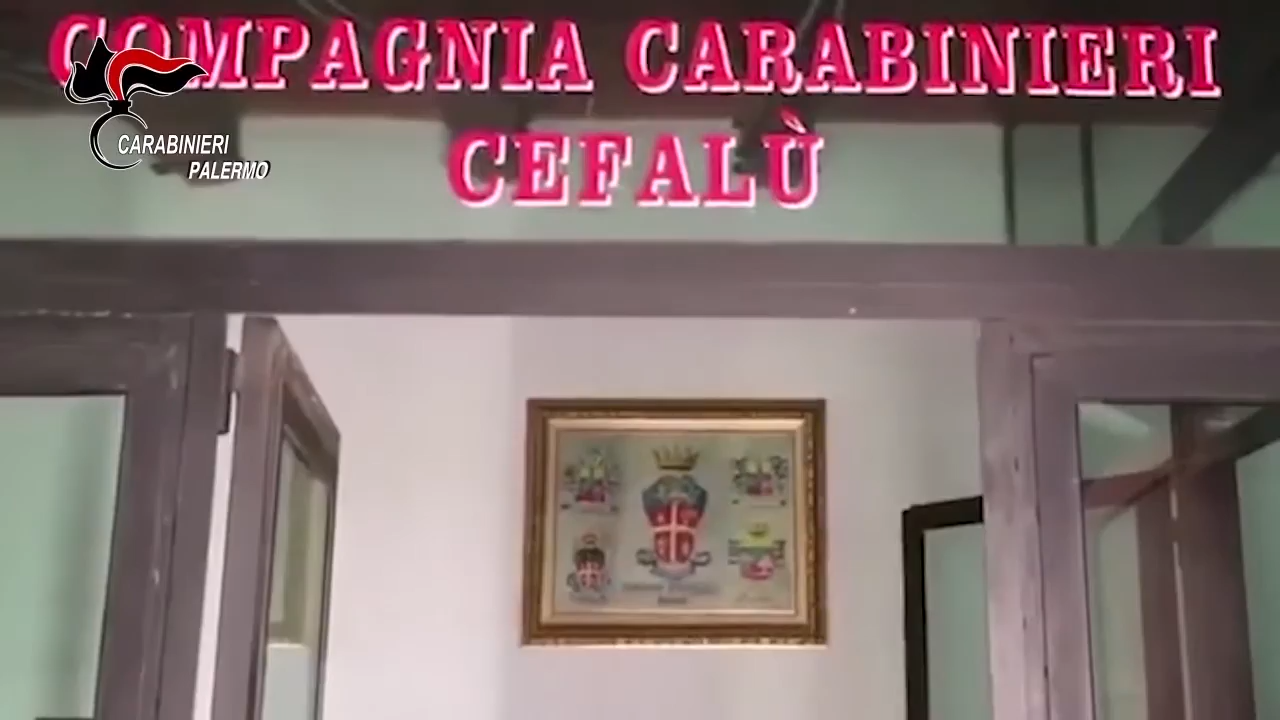 COMPAGNIA CARABINIERI
CEFALÙ
CARABINIERI
PALERMO